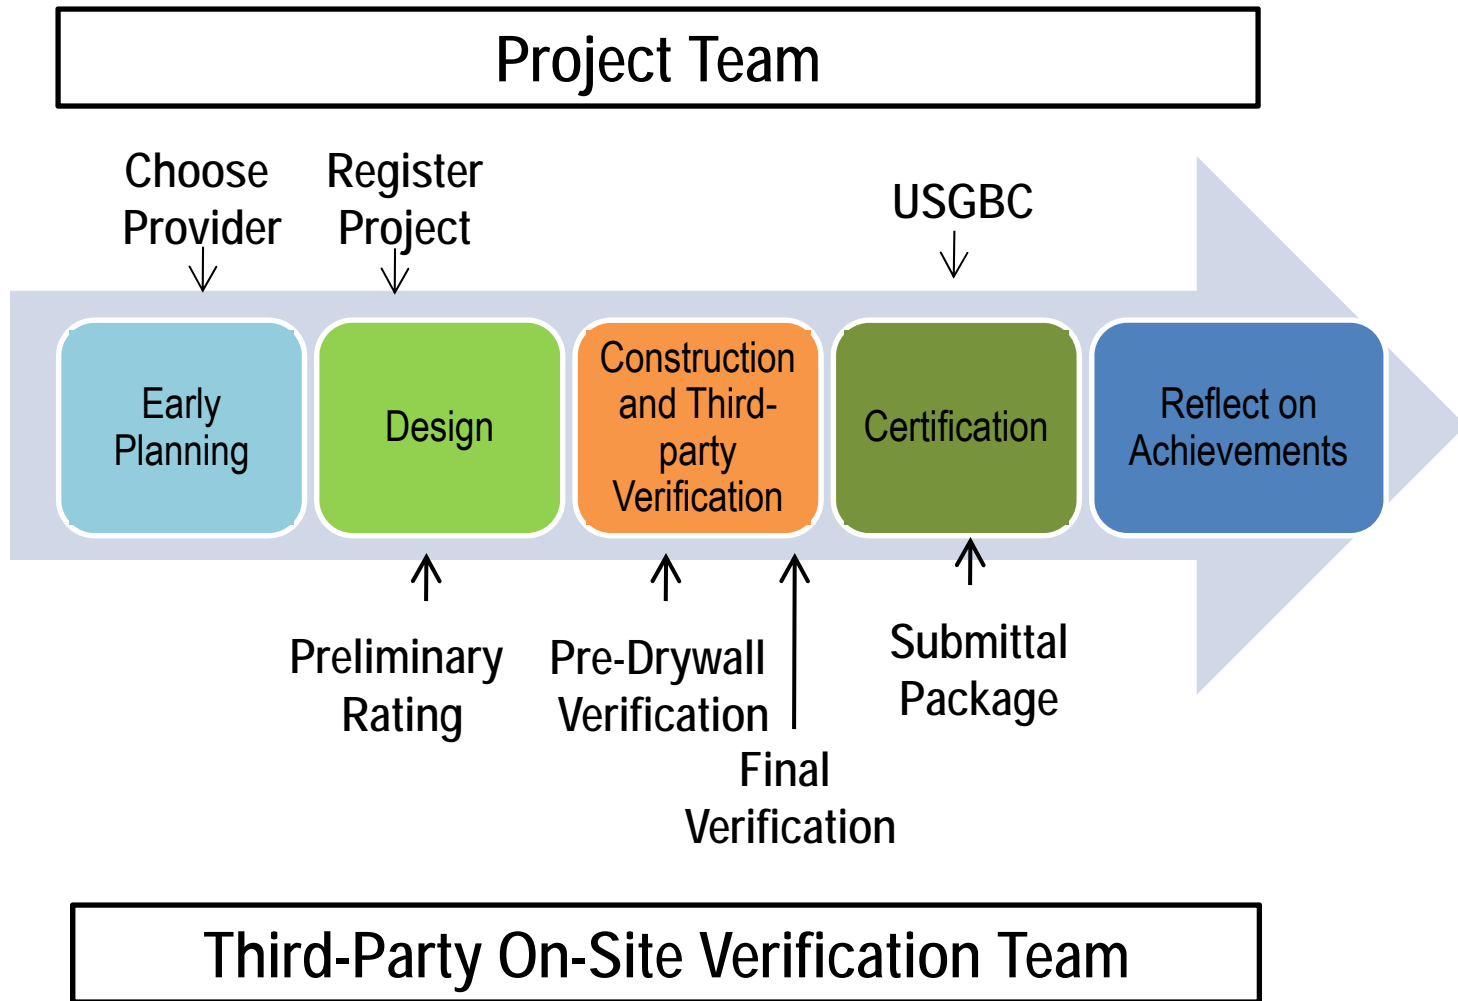 Project Team
Choose
Provider
Register
Project
USGBC
Early
Planning
Design
Construction
and Third-
party
Verification
Certification
Reflect on
Achievements
Preliminary
Rating
Pre-Drywall
Verification
Final
Verification
Submittal
Package
Third-Party On-Site Verification Team